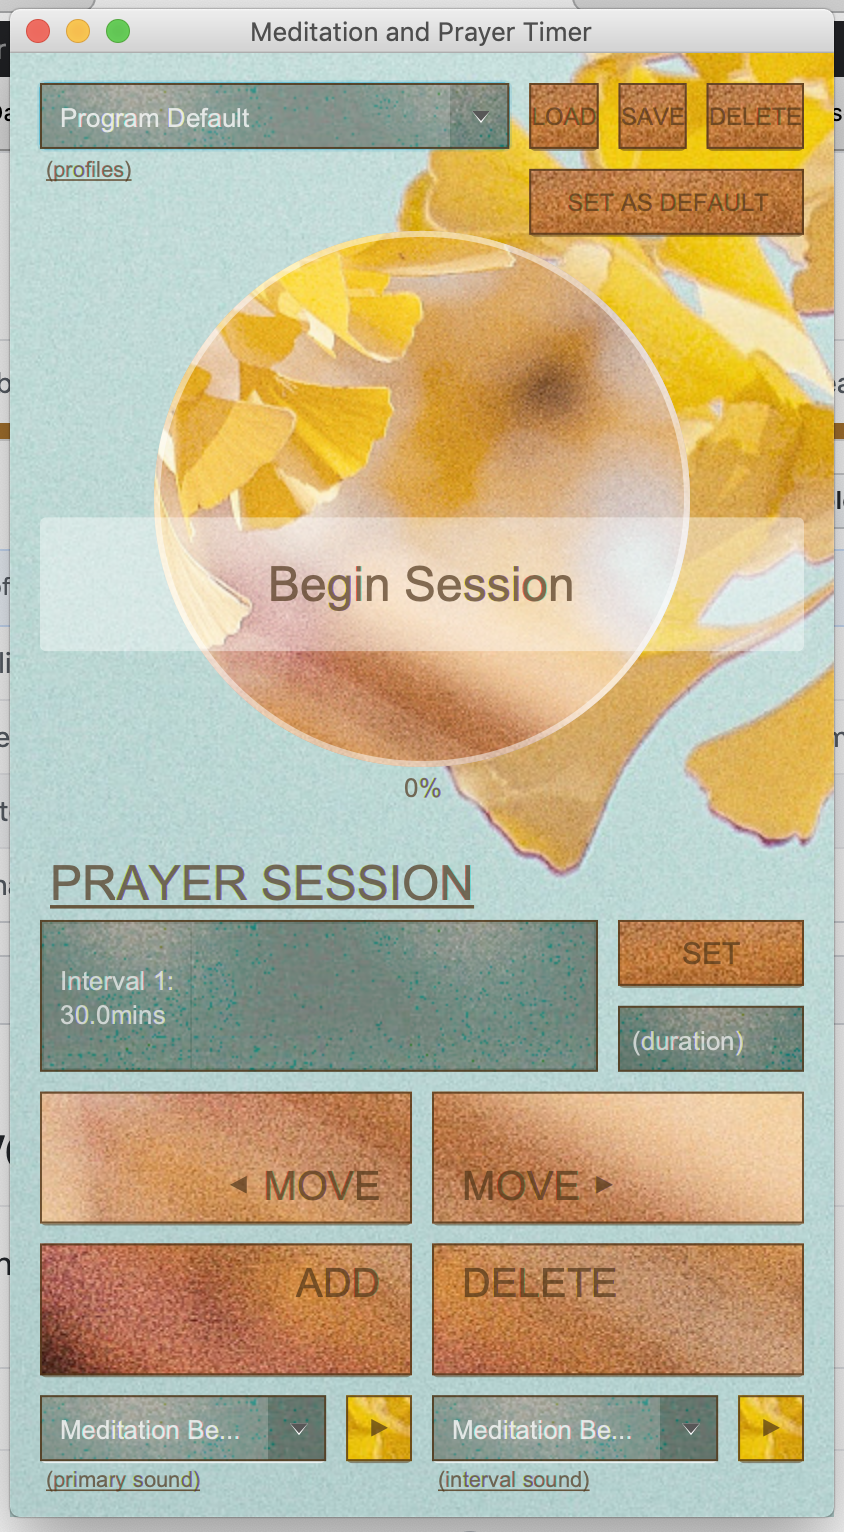 Meditation and Prayer Timer
Program Default
LOAD
SAVE
DELETE
(profiles)
SET AS DEFAULT
Begin Session
0%
PRAYER SESSION
Interval 1:
30.0mins
SET
(duration)
◄ MOVE
MOVE ►
ADD
DELETE
Meditation Be...
Meditation Be...
(primary sound)
(interval sound)